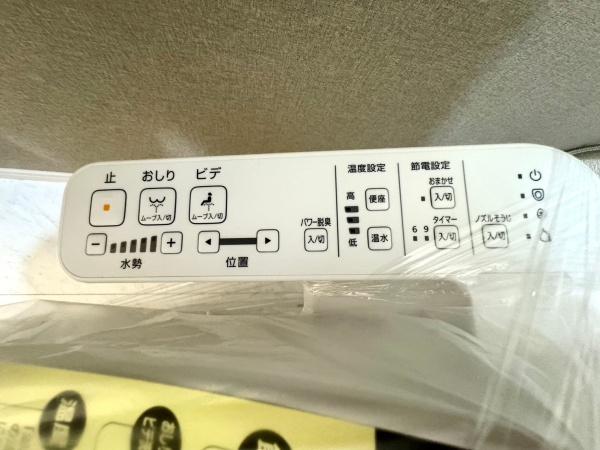 止 おしり ビデ
ムーブ入/切 ムーブ入/切
水勢
位置
パワー脱臭
入/切
温度設定
高
低
便座
温水
節電設定
おまかせ
入/切
タイマー
6 9
入/切
ノズルそうじ
入/切